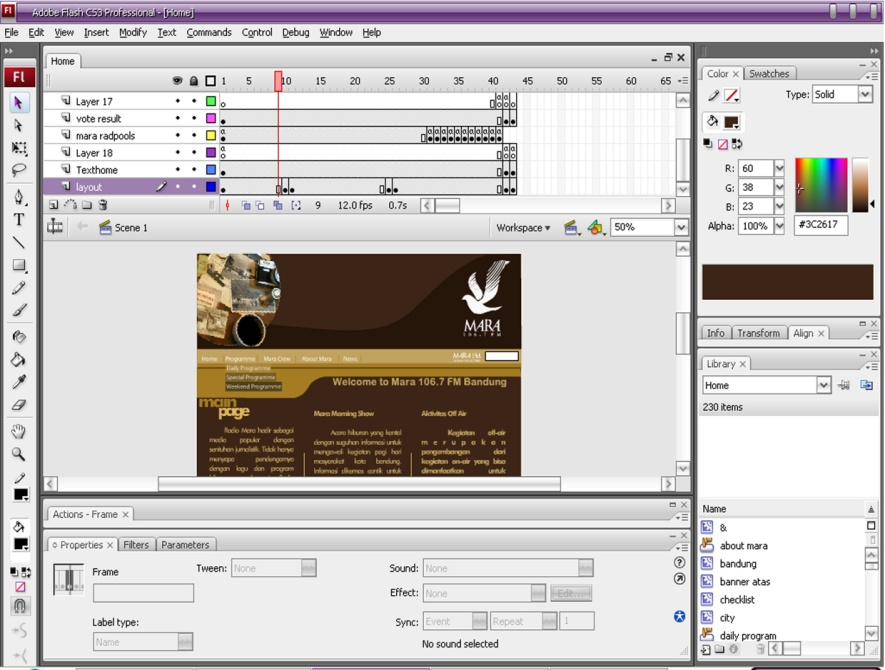 Adobe Flash CS3 Professional - [Home]
File Edit View Insert Modify Text Commands Control Debug Window Help
Home
1 5 10 15 20 25 30 35 40 45 50 55 60 65
Layer 17
vote result
mara radpools
Layer 18
Texthome
layout
9 12.0 fps 0.7s
Scene 1
Workspace
50%
MARA
106.7 FM
Home Programme Mara Crew About Mara News
MARA FM
Daily Programme
Special Programme
Weekend Programme
Welcome to Mara 106.7 FM Bandung
main
page
Radio Mara hadir sebagai
media populer dengan
sentuhan jurnalistik. Tidak hanya
menyapa pendengarnya
dengan lagu dan program
Mara Morning Show
Acara hiburan yang kental
dengan suguhan informasi untuk
mengawali kegiatan pagi hari
masyarakat kota bandung.
Informasi dikemas cantik untuk
Aktivitas Off Air
Kegiatan off-air
merupakan
pengembangan dari
kegiatan on-air yang bisa
dimanfaatkan untuk
Actions - Frame
Properties Filters Parameters
Frame
Label type:
Name
Tween: None
Sound: None
Effect: None Edit...
Sync: Event Repeat 1
No sound selected
Fl
Color Swatches
Type: Solid
R: 60
G: 38
B: 23
Alpha: 100% #3C2617
Info Transform Align
Library
Home
230 items
Name
&
about mara
bandung
banner atas
checklist
city
daily program